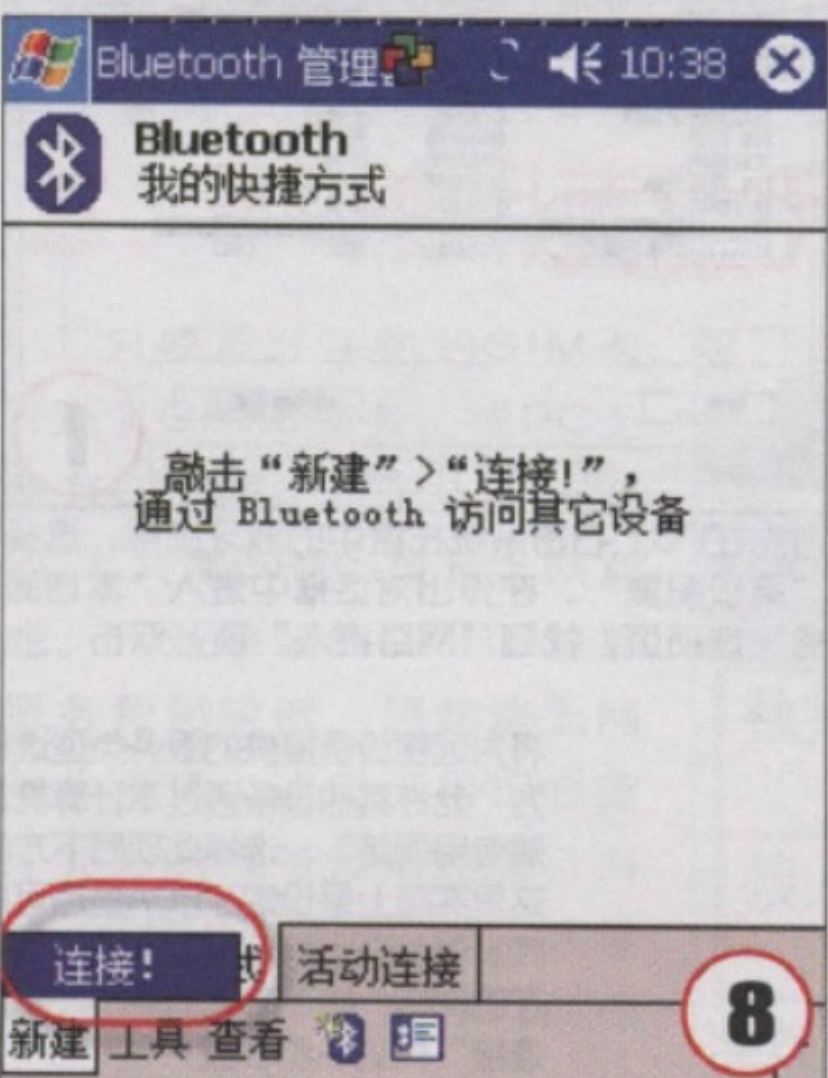 Bluetooth 管理 10:38
Bluetooth
我的快捷方式
敲击“新建”>“连接!”，
通过 Bluetooth 访问其它设备
连接! 式 活动连接
新建 工具 查看
8